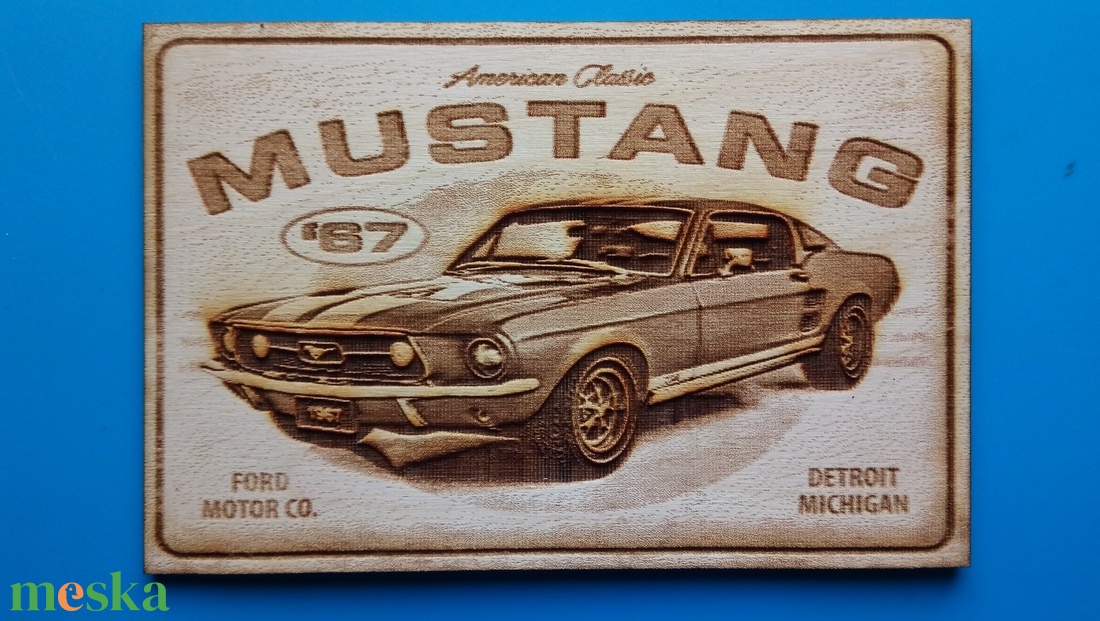 American Classic
MUSTANG
'67
1967
FORD
MOTOR CO.
DETROIT
MICHIGAN
meska